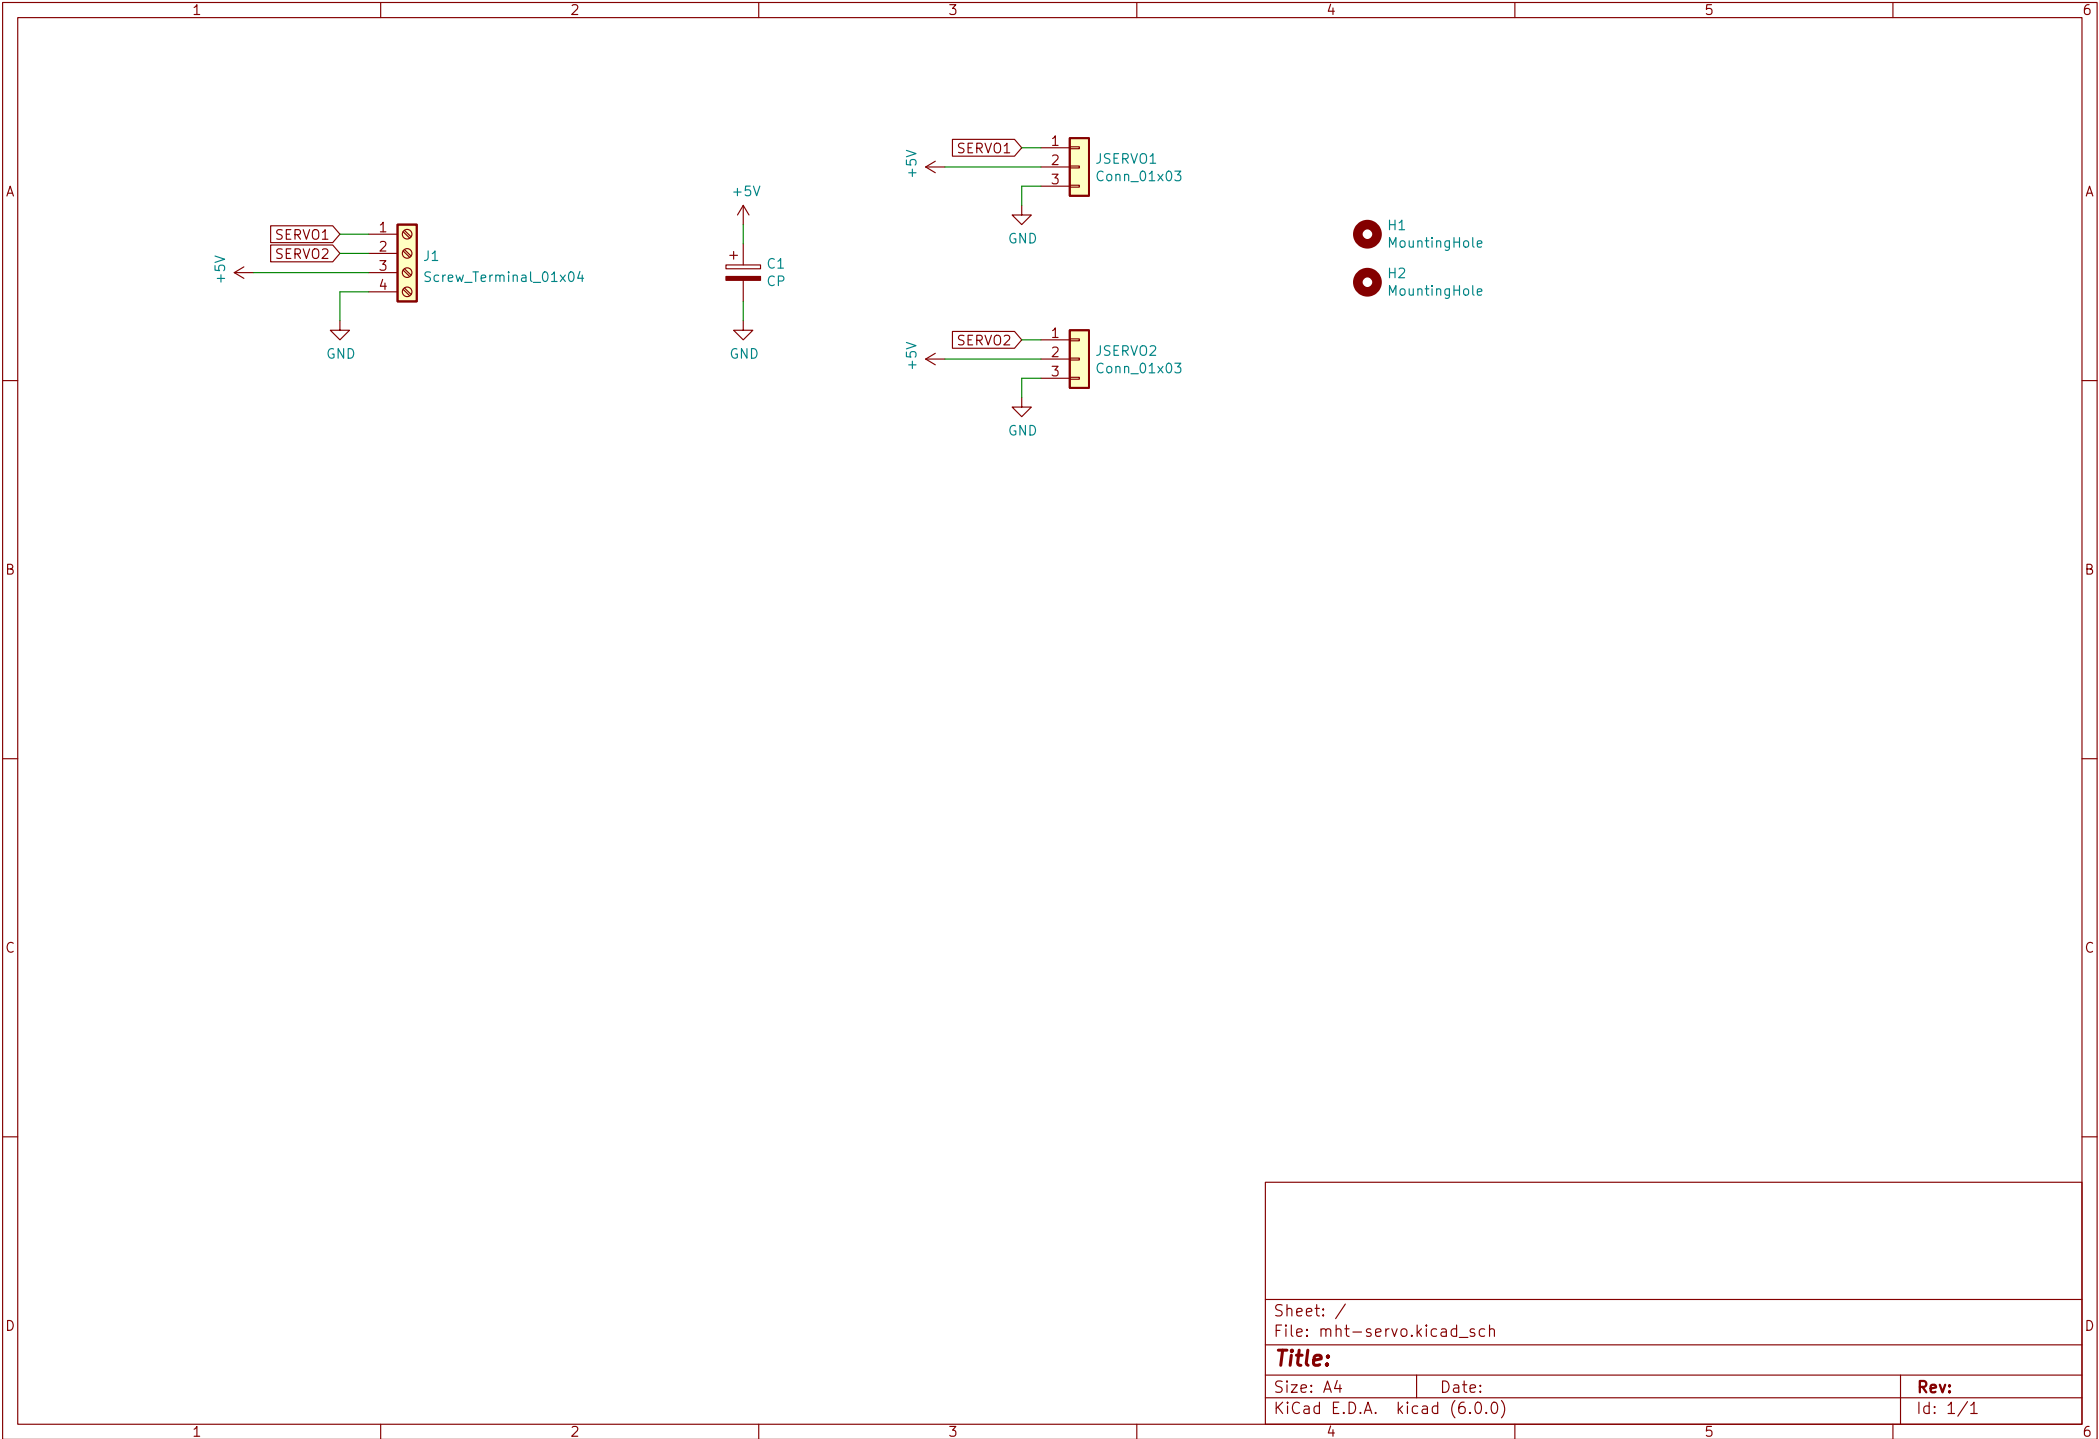 1 2 3 4 5 6
A
B
C
D
A
B
C
D
SERVO1
SERVO2
+5V
1
2
3
4
J1
Screw_Terminal_01x04
GND
+5V
+
C1
CP
GND
SERVO1
+5V
1
2
3
JSERVO1
Conn_01x03
GND
SERVO2
+5V
1
2
3
JSERVO2
Conn_01x03
GND
H1
MountingHole
H2
MountingHole
Sheet: /
File: mht-servo.kicad_sch
Title:
Size: A4 Date: Rev:
KiCad E.D.A. kicad (6.0.0) Id: 1/1
1 2 3 4 5 6